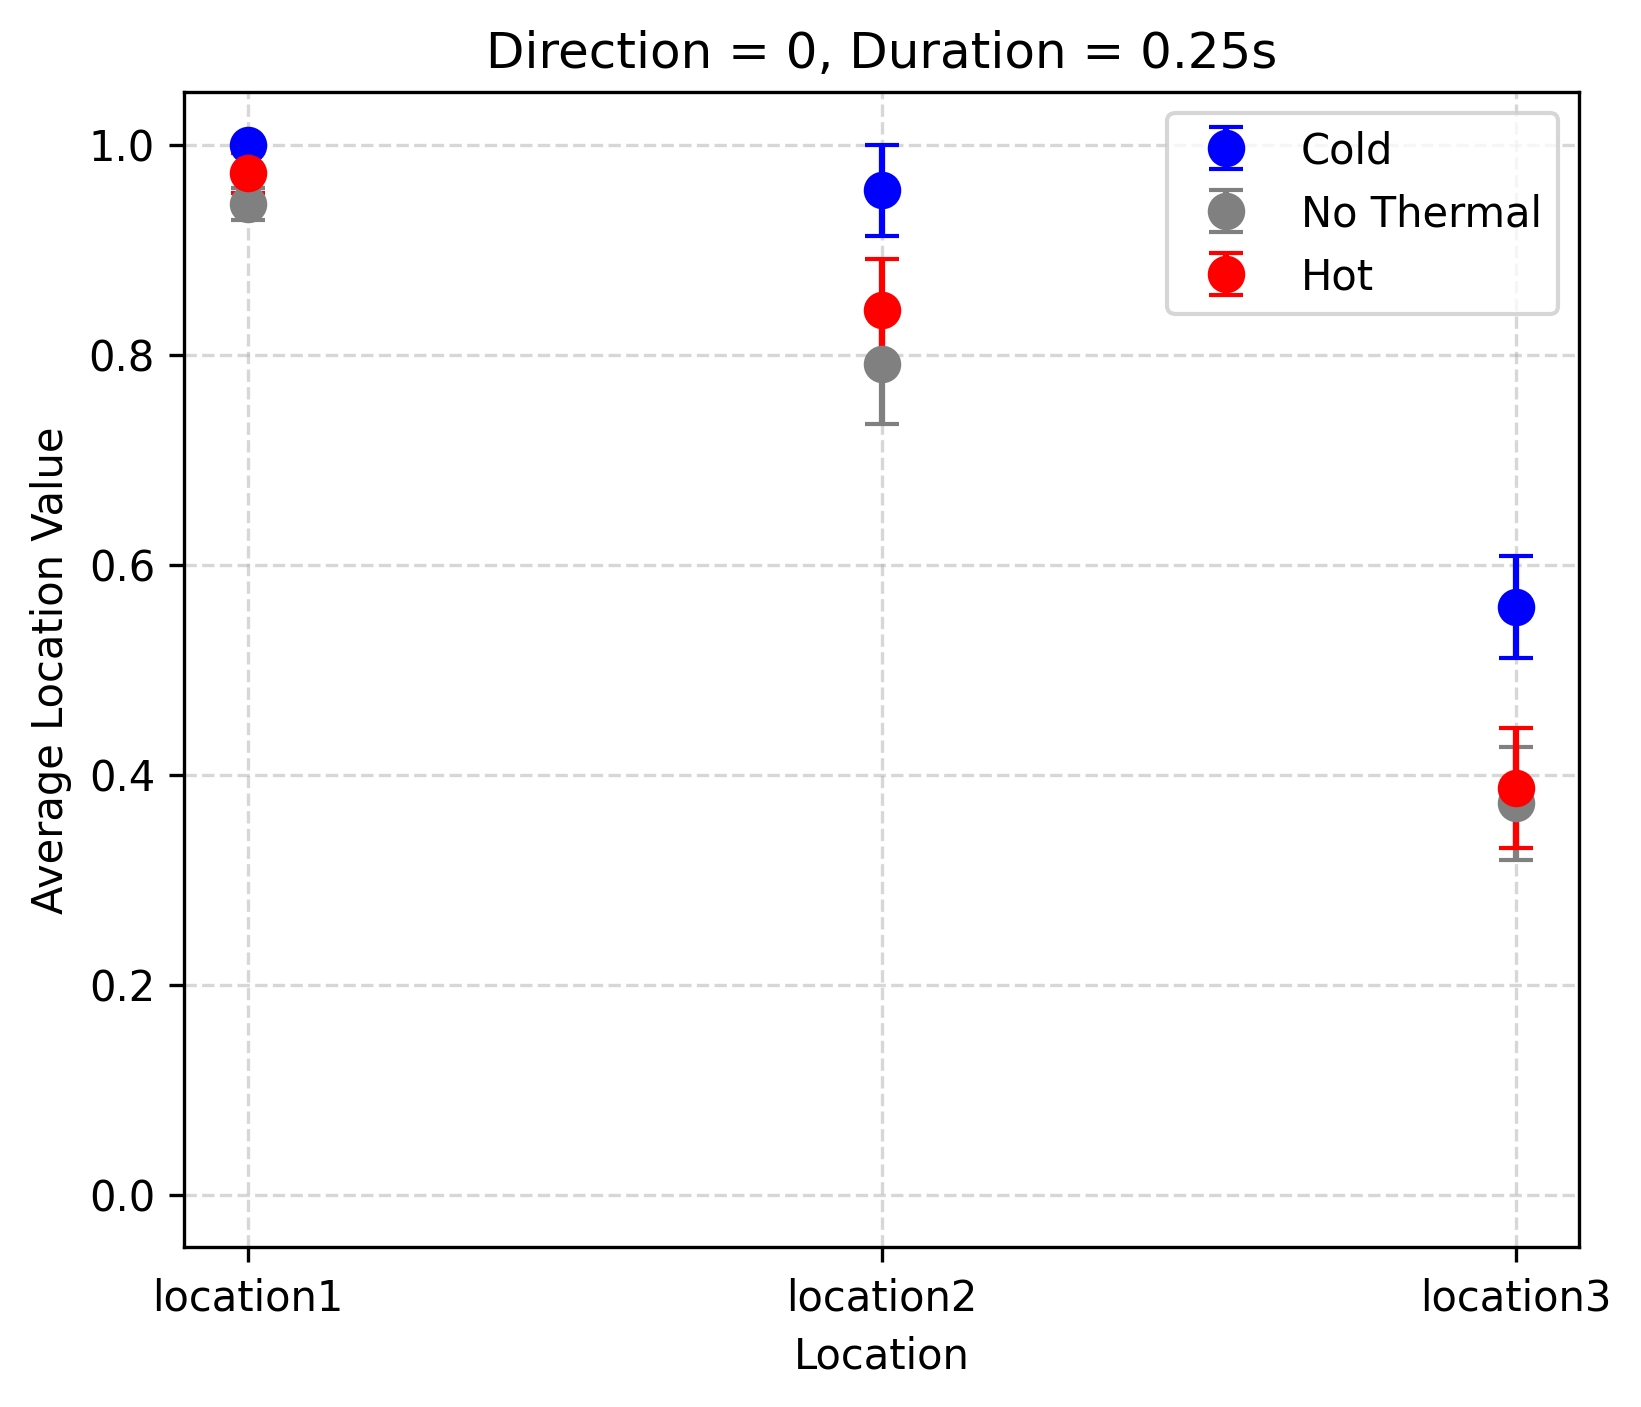 Direction = 0, Duration = 0.25s
Cold
No Thermal
Hot
1.0
0.8
0.6
0.4
0.2
0.0
Average Location Value
location1
location2
location3
Location